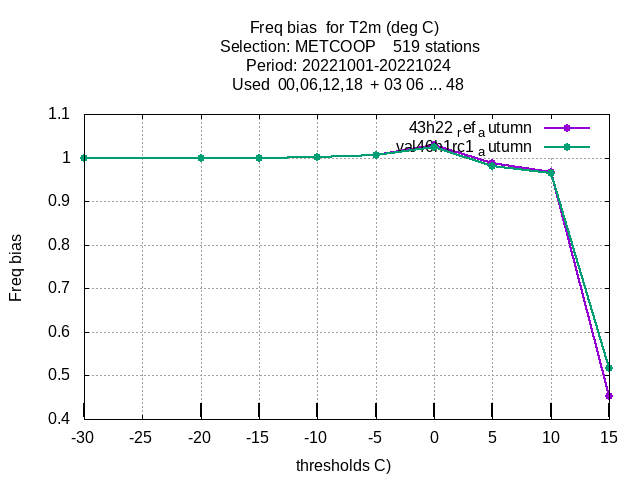 Freq bias  for T2m (deg C)
Selection: METCOOP    519 stations
Period: 20221001-20221024
Used  00,06,12,18  + 03 06 ... 48
43h22refautumn
autumn
1.1
1
0.9
0.8
0.7
0.6
0.5
0.4
Freq bias
-30 -25 -20 -15 -10 -5 0 5 10 15
thresholds C)